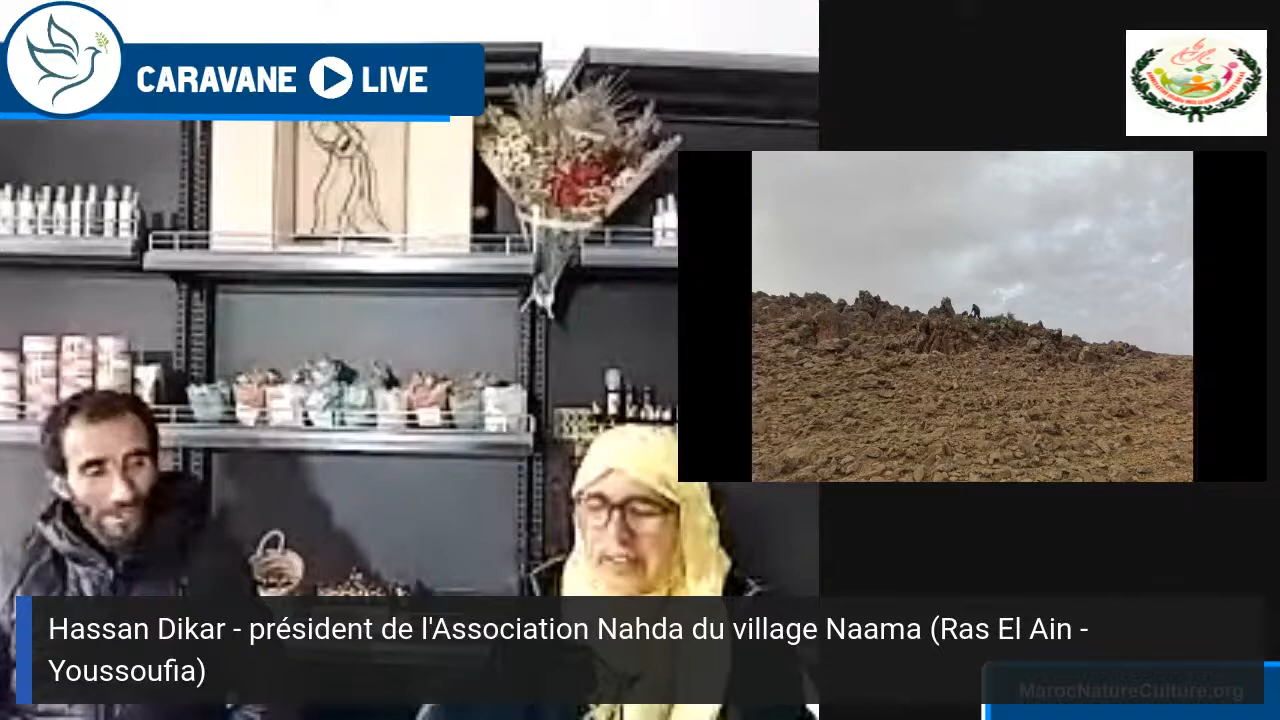 CARAVANE LIVE
Hassan Dikar - président de l'Association Nahda du village Naama (Ras El Ain -
Youssoufia)
MarocNatureCulture.org